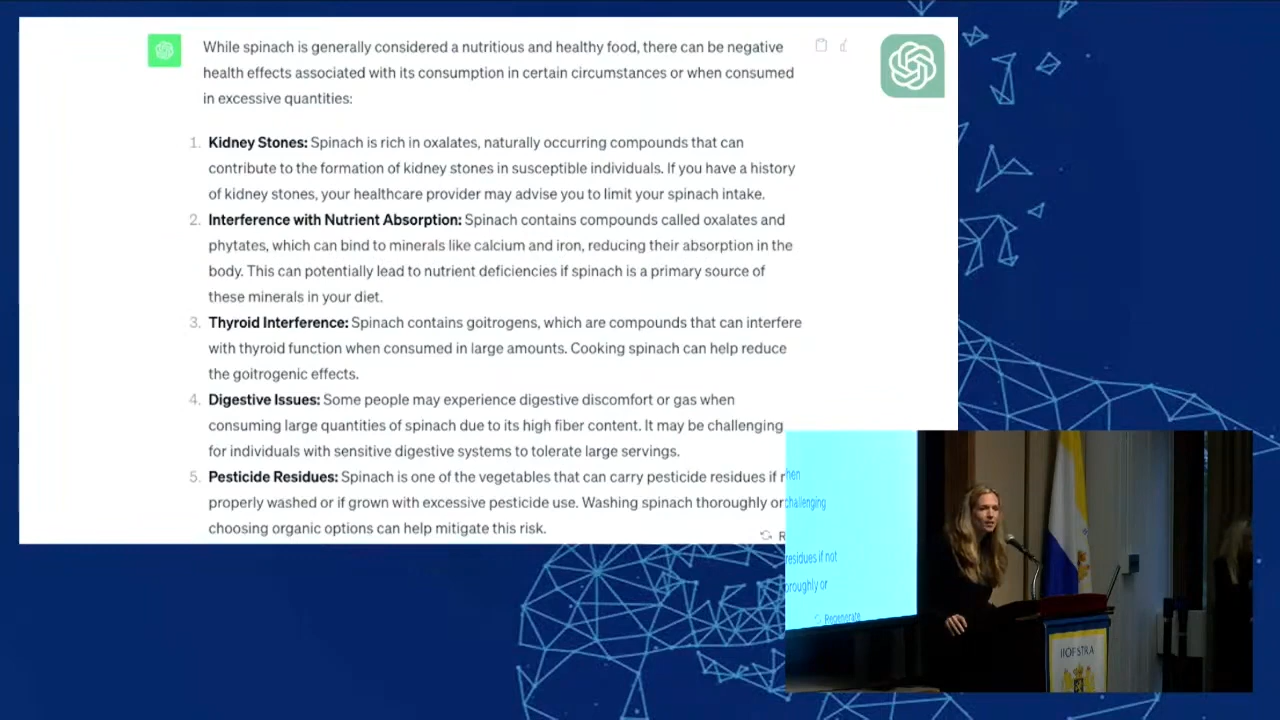 While spinach is generally considered a nutritious and healthy food, there can be negative
health effects associated with its consumption in certain circumstances or when consumed
in excessive quantities:
1. Kidney Stones: Spinach is rich in oxalates, naturally occurring compounds that can
contribute to the formation of kidney stones in susceptible individuals. If you have a history
of kidney stones, your healthcare provider may advise you to limit your spinach intake.
2. Interference with Nutrient Absorption: Spinach contains compounds called oxalates and
phytates, which can bind to minerals like calcium and iron, reducing their absorption in the
body. This can potentially lead to nutrient deficiencies if spinach is a primary source of
these minerals in your diet.
3. Thyroid Interference: Spinach contains goitrogens, which are compounds that can interfere
with thyroid function when consumed in large amounts. Cooking spinach can help reduce
the goitrogenic effects.
4. Digestive Issues: Some people may experience digestive discomfort or gas when
consuming large quantities of spinach due to its high fiber content. It may be challenging
for individuals with sensitive digestive systems to tolerate large servings.
5. Pesticide Residues: Spinach is one of the vegetables that can carry pesticide residues if
properly washed or if grown with excessive pesticide use. Washing spinach thoroughly or
choosing organic options can help mitigate this risk.
R
hen
challenging
residues if not
oroughly or
Regenerate
HOFSTRA